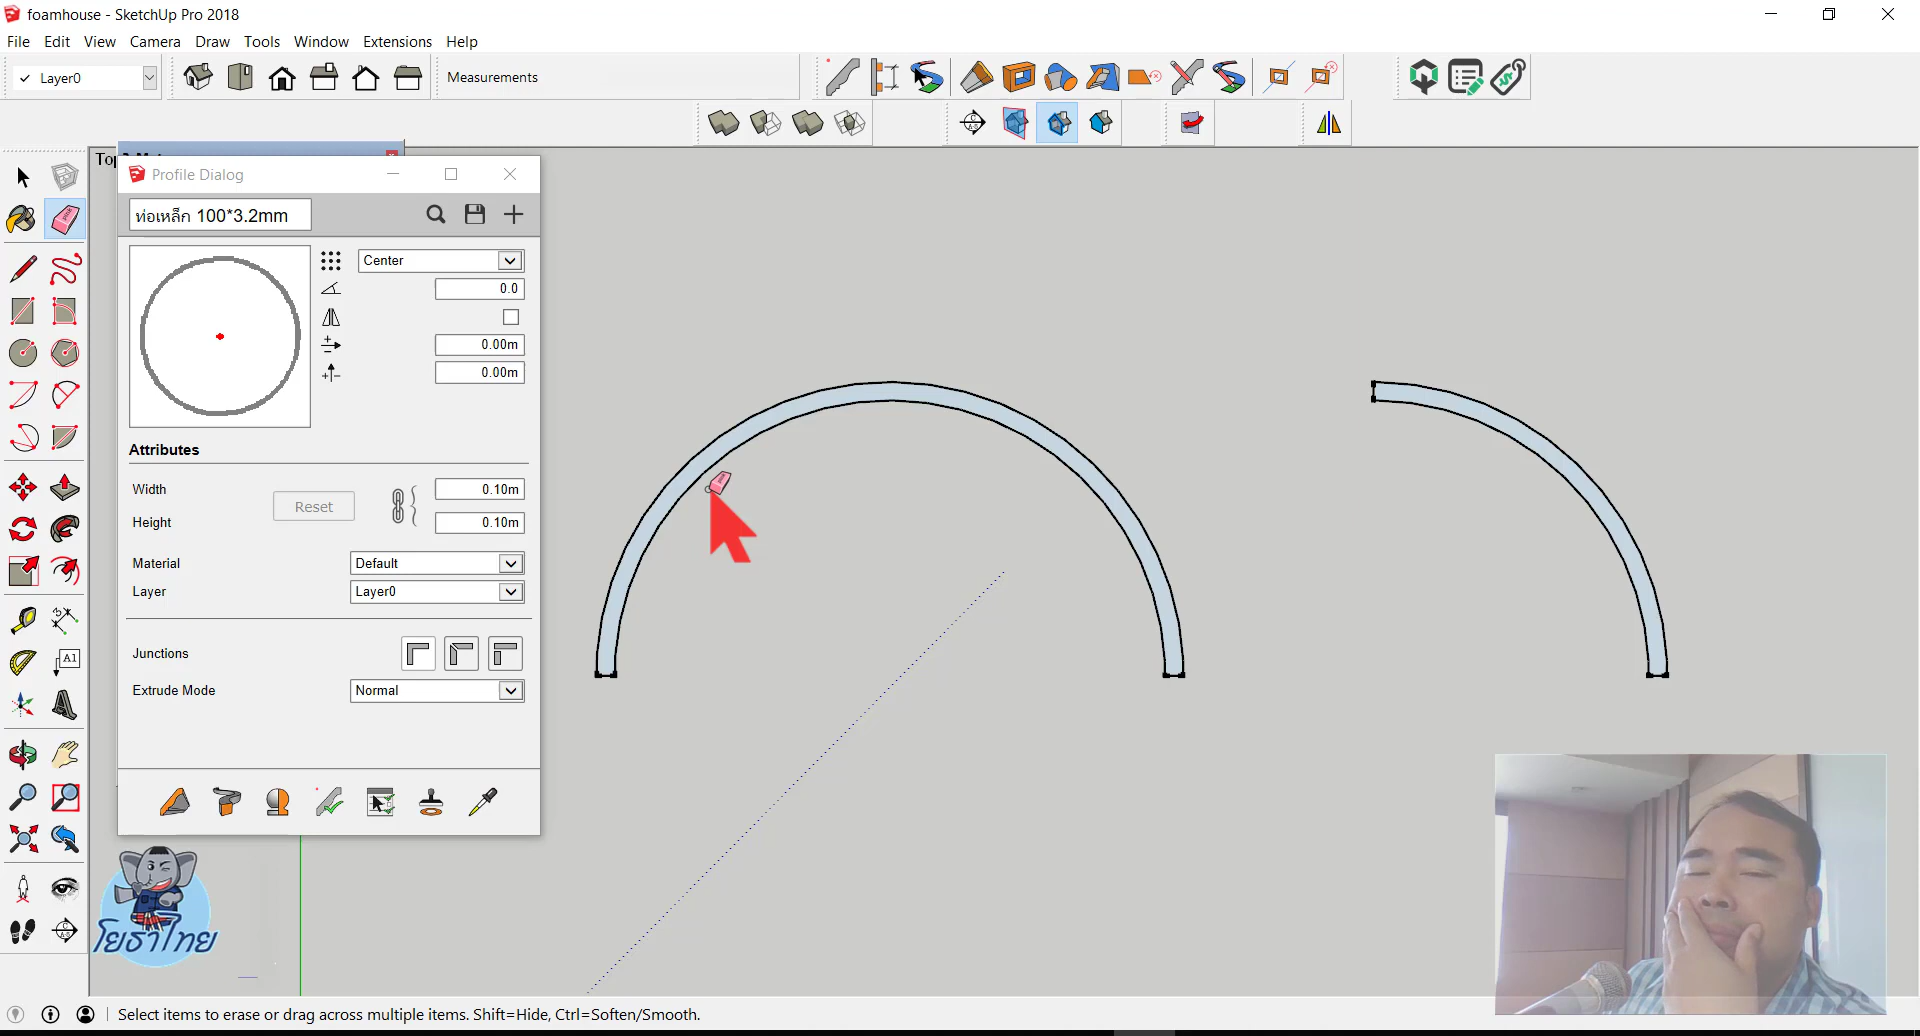 foamhouse - SketchUp Pro 2018
File Edit View Camera Draw Tools Window Extensions Help
Layer0
Measurements
Profile Dialog
ท่อเหล็ก 100*3.2mm
Center
0.0
0.00m
0.00m
Attributes
Width 0.10m
Reset
Height 0.10m
Material Default
Layer Layer0
Junctions
Extrude Mode Normal
A1
โยธาไทย
Select items to erase or drag across multiple items. Shift=Hide, Ctrl=Soften/Smooth.